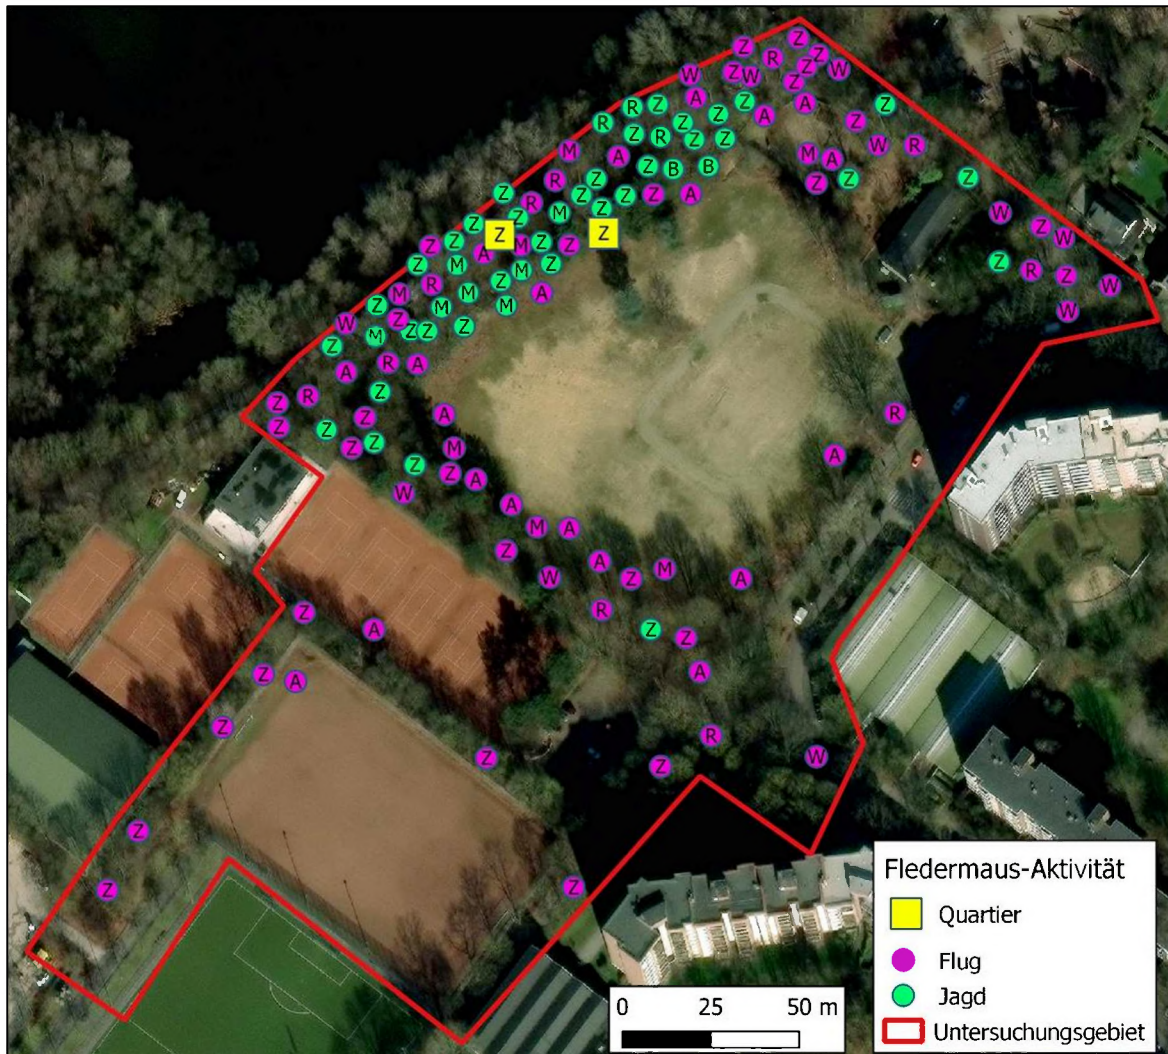 Z
Z Z
R Z
W Z W Z W
A Z A
R Z Z A Z
R Z Z
Z R Z Z W R
M A M A
Z B B
R Z Z Z Z
Z Z Z Z A
R M Z W
Z Z Z
Z Z Z M Z Z Z W
A
Z M M Z Z R Z
R Z W
M M A
Z M M W
W Z Z
M Z Z
Z
A R A
R Z
Z Z A R
Z Z Z Z M A
Z Z A
W A
M A
Z A M
W Z A
Z R
A Z Z
Z A A
Z R
Z Z W
Z
Z Z
Fledermaus-Aktivität
Quartier
Flug
Jagd
Untersuchungsgebiet
0 25 50 m